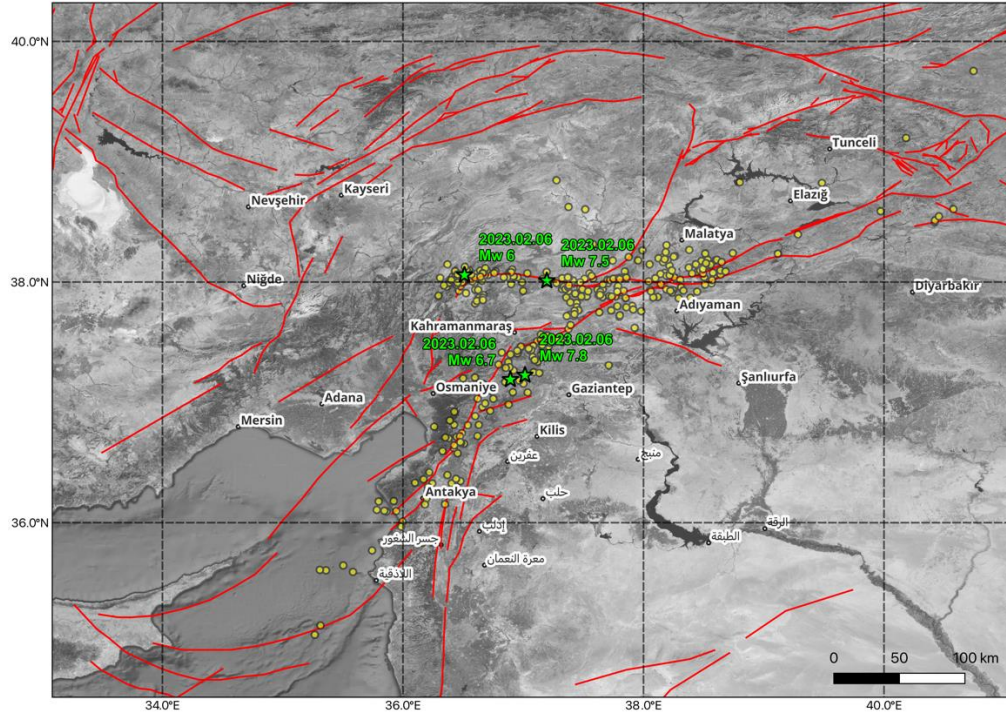 40.0°N
Tunceli
Kayseri
Nevşehir
Elazığ
Malatya
2023.02.06
Mw 6
2023.02.06
Mw 7.5
38.0°N
Niğde
Diyarbakır
Adıyaman
Kahramanmaraş
2023.02.06
Mw 6.7
2023.02.06
Mw 7.8
Şanlıurfa
Osmaniye
Gaziantep
Adana
Mersin
Kilis
عفرين
منبج
Antakya
حلب
36.0°N
إدلب
الرقة
جسر الشغور
الطبقة
معرة النعمان
اللاذقية
0 50 100 km
34.0°E
36.0°E
38.0°E
40.0°E